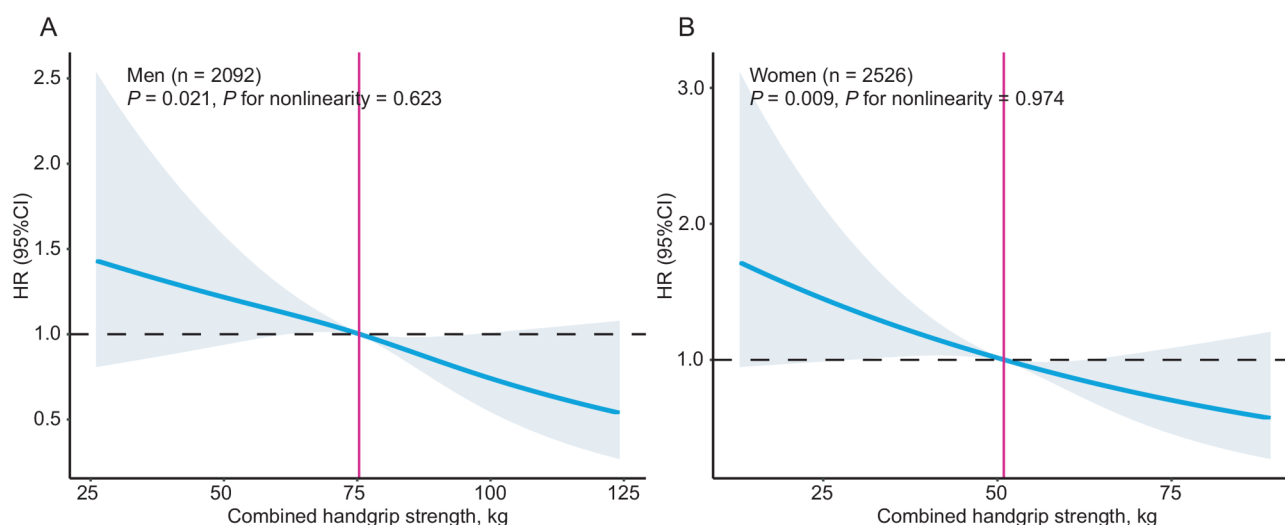 A
Men (n = 2092)
P = 0.021, P for nonlinearity = 0.623
HR (95%CI)
2.5
2.0
1.5
1.0
0.5
25 50 75 100 125
Combined handgrip strength, kg
B
Women (n = 2526)
P = 0.009, P for nonlinearity = 0.974
HR (95%CI)
3.0
2.0
1.0
25 50 75
Combined handgrip strength, kg